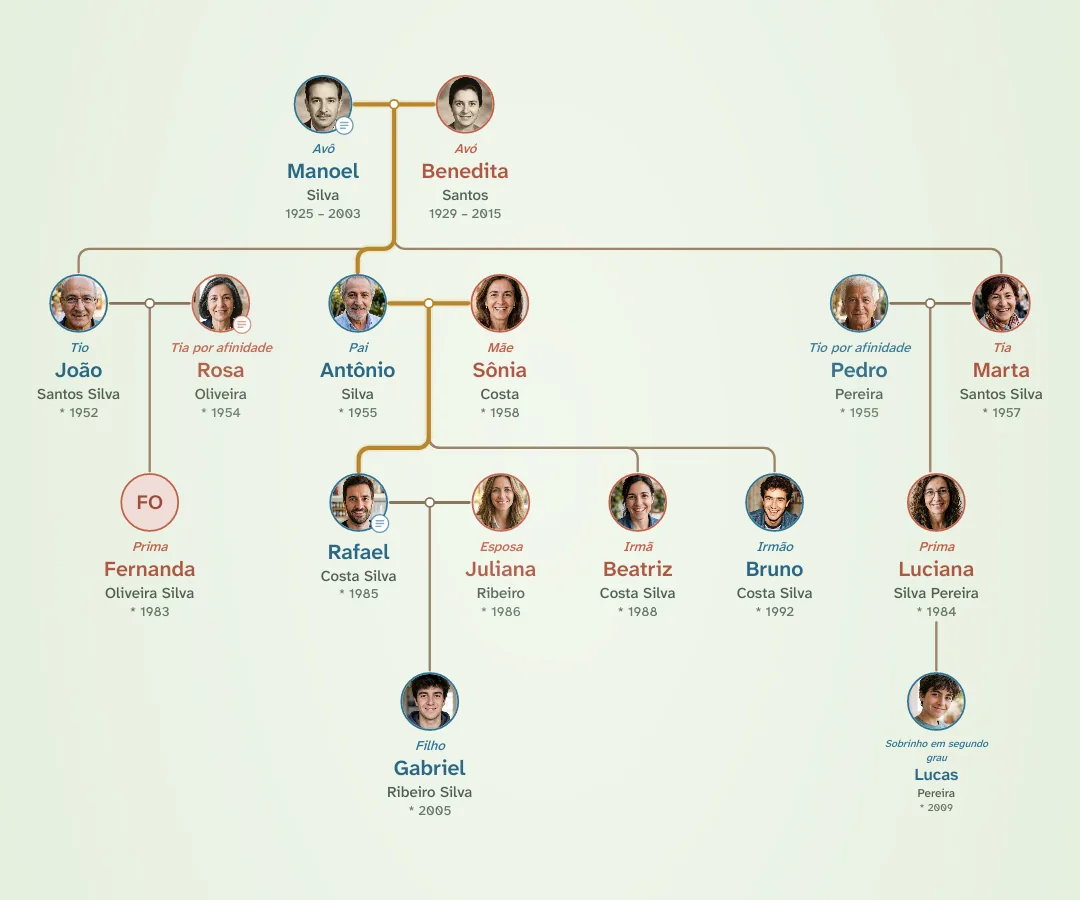 Avô
Manoel
Silva
1925 – 2003
Avó
Benedita
Santos
1929 – 2015
Tio
João
Santos Silva
* 1952
Tia por afinidade
Rosa
Oliveira
* 1954
Pai
Antônio
Silva
* 1955
Mãe
Sônia
Costa
* 1958
Tio por afinidade
Pedro
Pereira
* 1955
Tia
Marta
Santos Silva
* 1957
FO
Prima
Fernanda
Oliveira Silva
* 1983
Rafael
Costa Silva
* 1985
Esposa
Juliana
Ribeiro
* 1986
Irmã
Beatriz
Costa Silva
* 1988
Irmão
Bruno
Costa Silva
* 1992
Prima
Luciana
Silva Pereira
* 1984
Filho
Gabriel
Ribeiro Silva
* 2005
Sobrinho em segundo
grau
Lucas
Pereira
* 2009